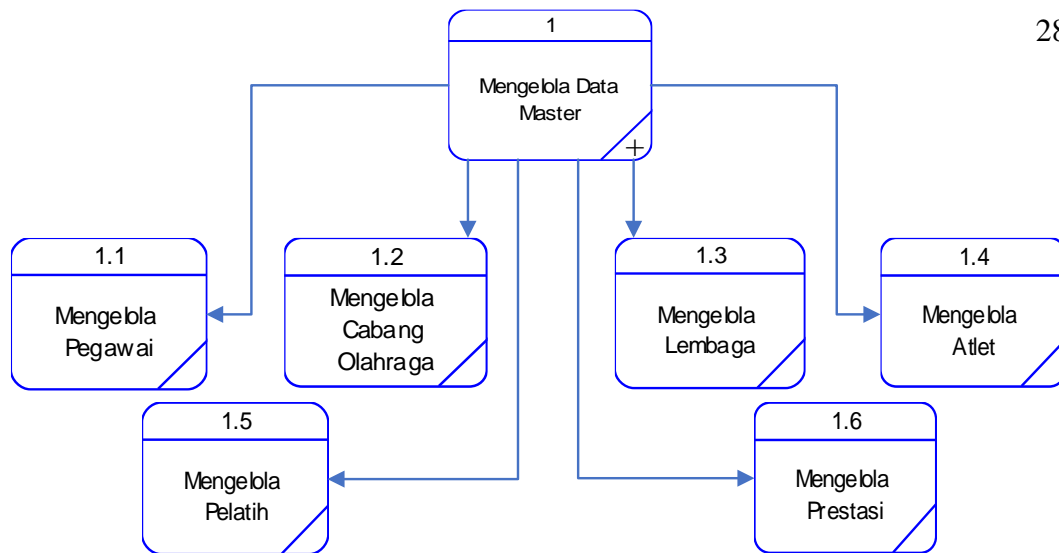 28
1
Mengelola Data
Master
+
1.1
Mengelola
Pegawai
1.2
Mengelola
Cabang
Olahraga
1.3
Mengelola
Lembaga
1.4
Mengelola
Atlet
1.5
Mengelola
Pelatih
1.6
Mengelola
Prestasi